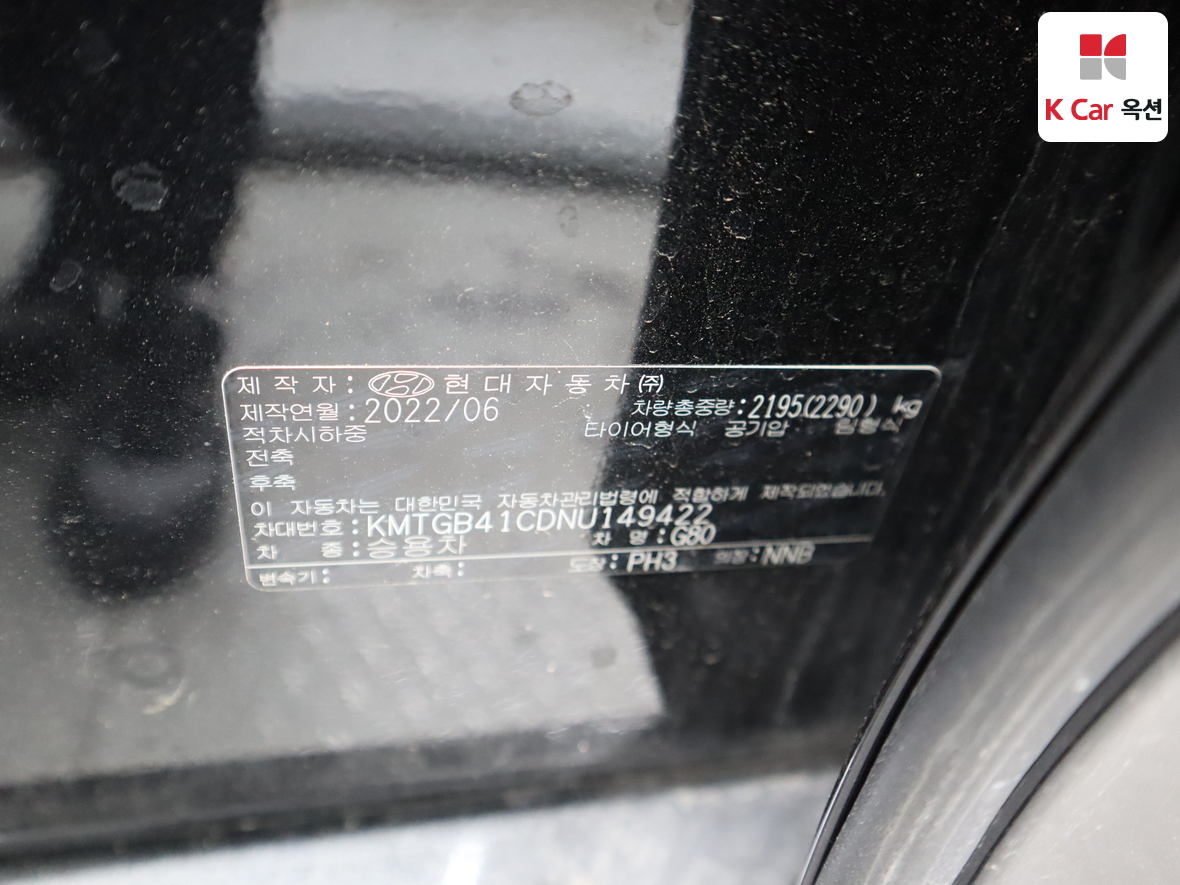 K Car 옥션
제 작 자 : 현 대 자 동 차 (주)
제작연월 : 2022/06 차량총중량 : 2195(2290) kg
적차시하중 타이어형식 공기압 림형식
전축
후축
이 자동차는 대한민국 자동차관리법령에 적합하게 제작되었습니다.
차대번호 : KMTGB41CDNU149422
차 종 : 승용차 차 명 : G80
변속기 : 차축 : 도장 : PH3 의장 : NNB